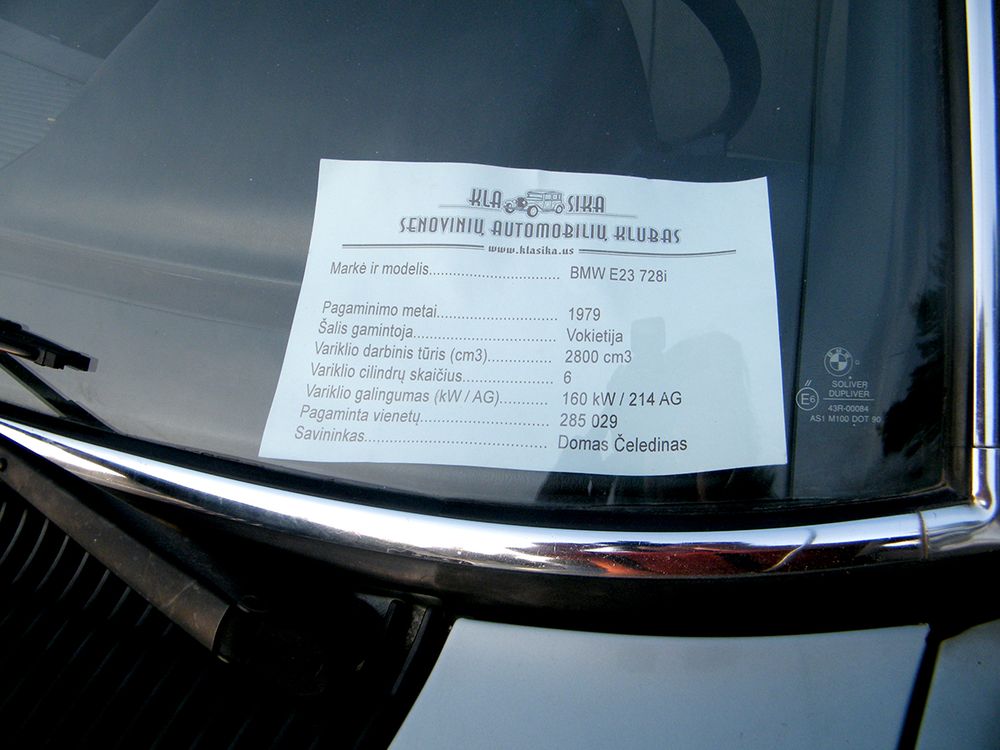 KLASIKA
SENOVINIŲ AUTOMOBILIŲ KLUBAS
www.klasika.us
Markė ir modelis................................ BMW E23 728i
Pagaminimo metai.............................. 1979
Šalis gamintoja................................... Vokietija
Variklio darbinis tūris (cm3)................. 2800 cm3
Variklio cilindrų skaičius...................... 6
Variklio galingumas (kW / AG)............ 160 kW / 214 AG
Pagaminta vienetų............................... 285 029
Savininkas............................................. Domas Čeledinas
BMW
SOLIVER
DUPLIVER
E6
43R-00084
AS1 M100 DOT 90